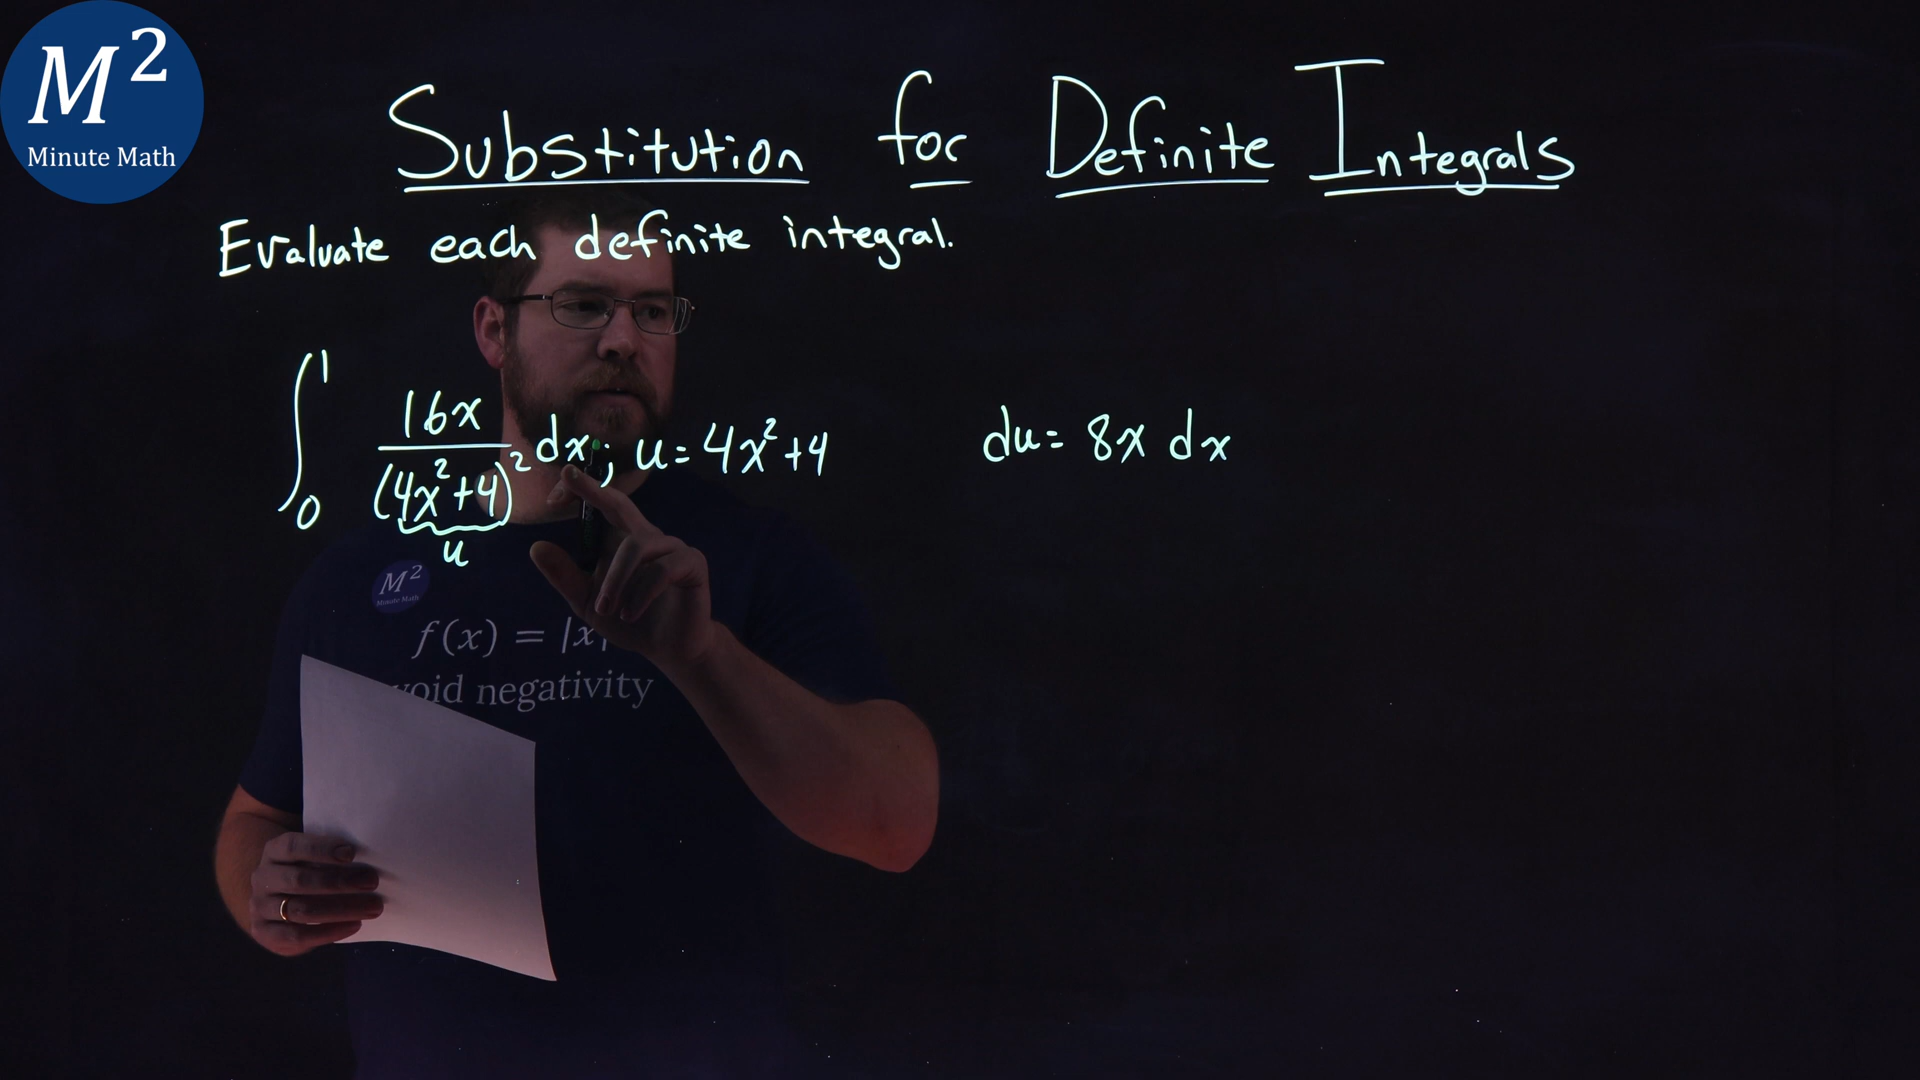 M²
Minute Math
Substitution for Definite Integrals
Evaluate each definite integral.
∫₀¹ 16x/(4x²+4)² dx; u = 4x²+4 du = 8x dx
u
M²
Minute Math
f(x) = |x|
void negativity